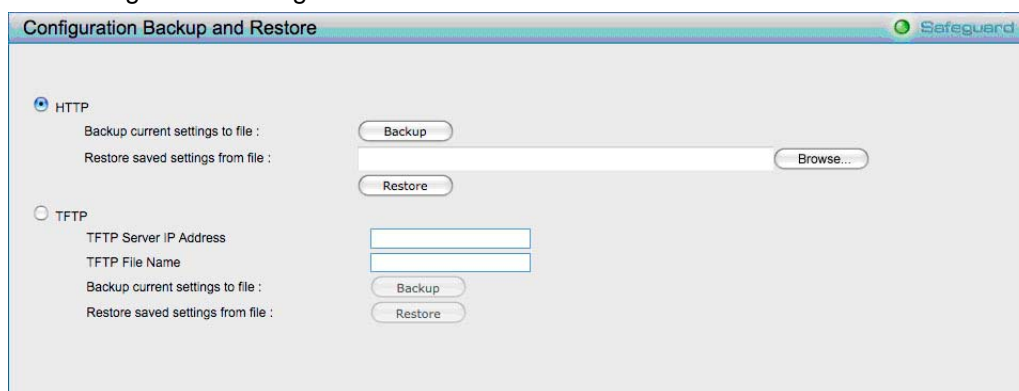 Configuration Backup and Restore Safeguard
HTTP
Backup current settings to file : Backup
Restore saved settings from file : Browse...
Restore
TFTP
TFTP Server IP Address
TFTP File Name
Backup current settings to file : Backup
Restore saved settings from file : Restore